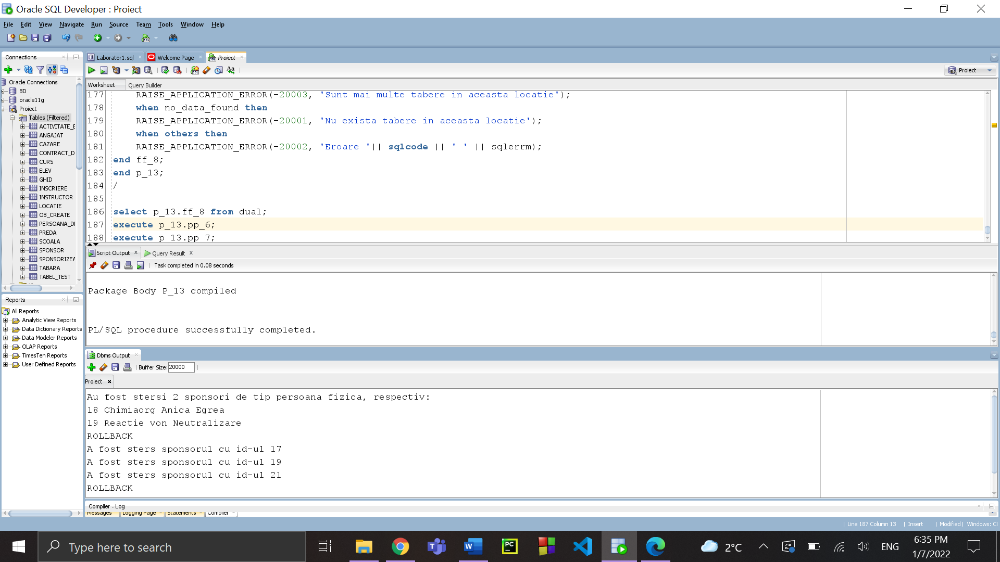 Oracle SQL Developer : Proiect
File Edit View Navigate Run Source Team Tools Window Help
Connections
Oracle Connections
BD
oracle11g
Proiect
Tables (Filtered)
ACTIVITATE_E
ANGAJAT
CAZARE
CONTRACT_D
CURS
ELEV
GHID
INSCRIERE
INSTRUCTOR
LOCATIE
OB_CREATE
PERSOANA_DI
PREDA
SCOALA
SPONSOR
SPONSORIZEA
TABARA
TABEL_TEST
Reports
All Reports
Analytic View Reports
Data Dictionary Reports
Data Modeler Reports
OLAP Reports
TimesTen Reports
User Defined Reports
Laborator1.sql Welcome Page Proiect
Proiect
Worksheet Query Builder
177 RAISE_APPLICATION_ERROR(-20003, 'Sunt mai multe tabere in aceasta locatie');
178 when no_data_found then
179 RAISE_APPLICATION_ERROR(-20001, 'Nu exista tabere in aceasta locatie');
180 when others then
181 RAISE_APPLICATION_ERROR(-20002, 'Eroare '|| sqlcode || ' ' || sqlerrm);
182 end ff_8;
183 end p_13;
184 /
185
186 select p_13.ff_8 from dual;
187 execute p_13.pp_6;
188 execute p_13.pp_7;
Script Output Query Result
Task completed in 0.08 seconds
Package Body P_13 compiled
PL/SQL procedure successfully completed.
Dbms Output
Buffer Size: 20000
Proiect
Au fost stersi 2 sponsori de tip persoana fizica, respectiv:
18 Chimiaorg Anica Egrea
19 Reactie von Neutralizare
ROLLBACK
A fost sters sponsorul cu id-ul 17
A fost sters sponsorul cu id-ul 19
A fost sters sponsorul cu id-ul 21
ROLLBACK
Compiler - Log
Messages Logging Page Statements Compiler
Line 187 Column 13 Insert Modified Windows: Cl
Type here to search
2°C
ENG
6:35 PM
1/7/2022